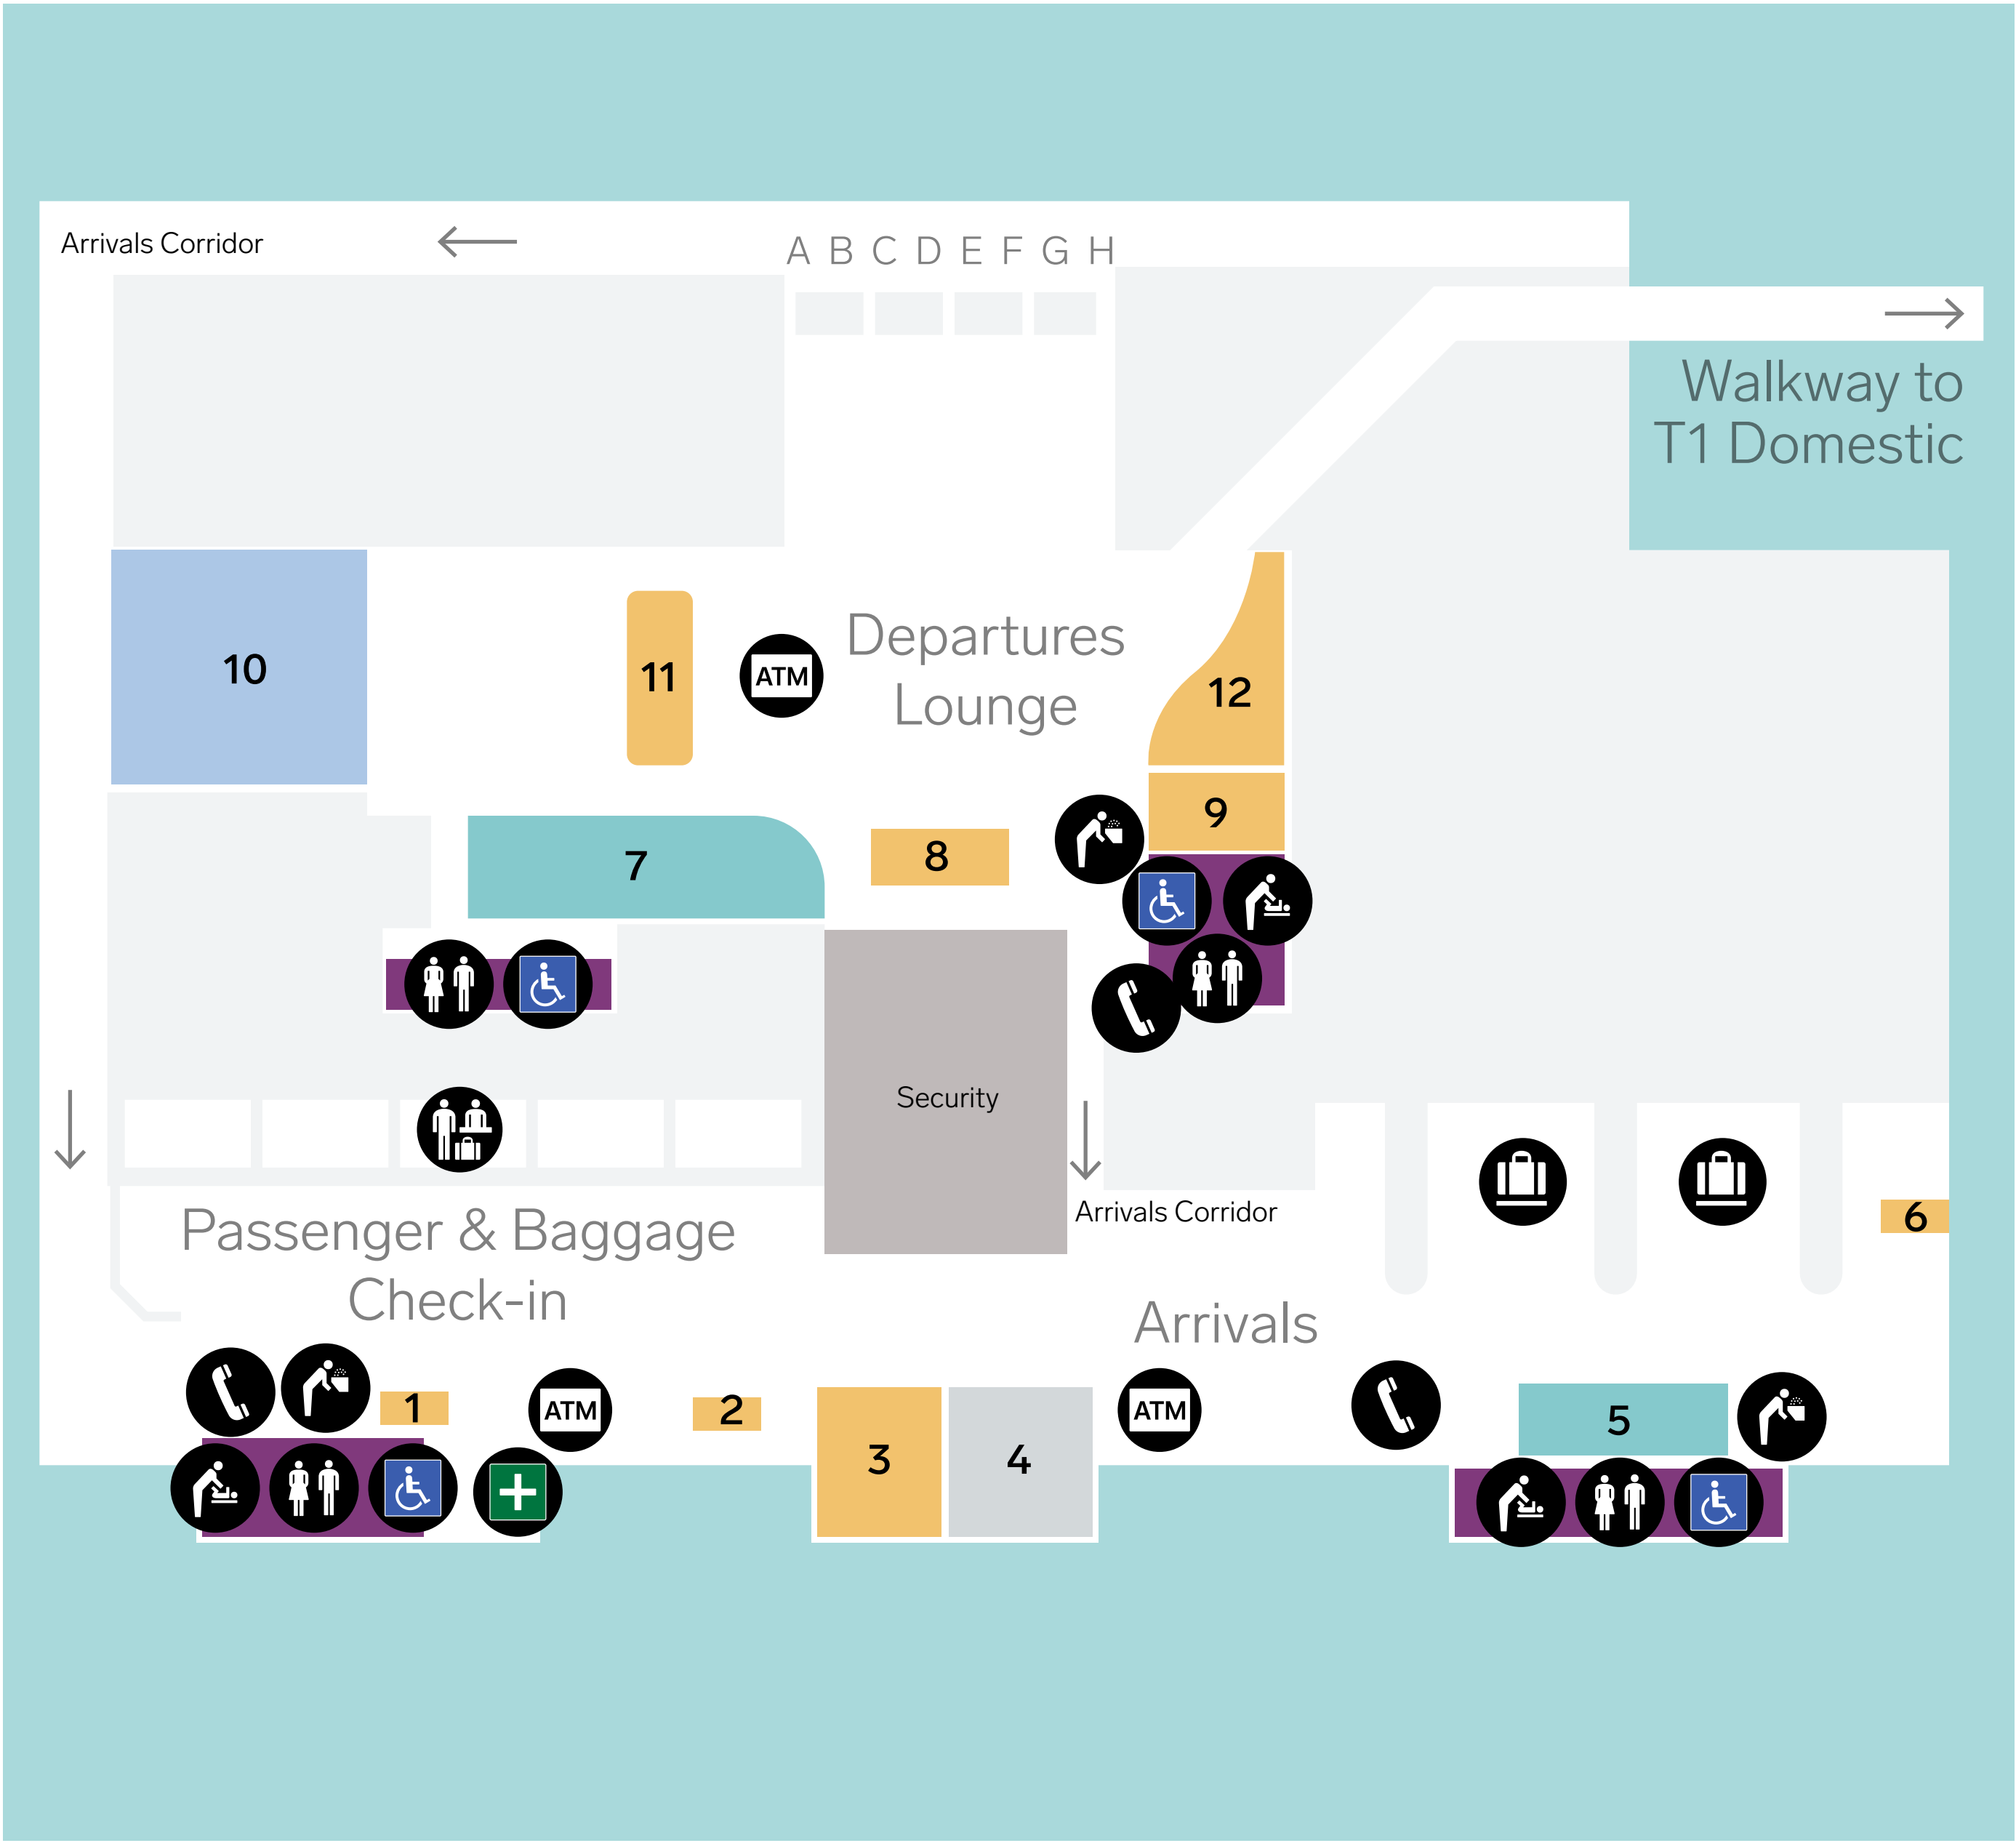 Arrivals Corridor
A B C D E F G H
Walkway to
T1 Domestic
10
11
ATM
Departures
Lounge
12
9
8
7
Security
Arrivals Corridor
6
Passenger & Baggage
Check-in
Arrivals
1
ATM
2
3
4
ATM
5